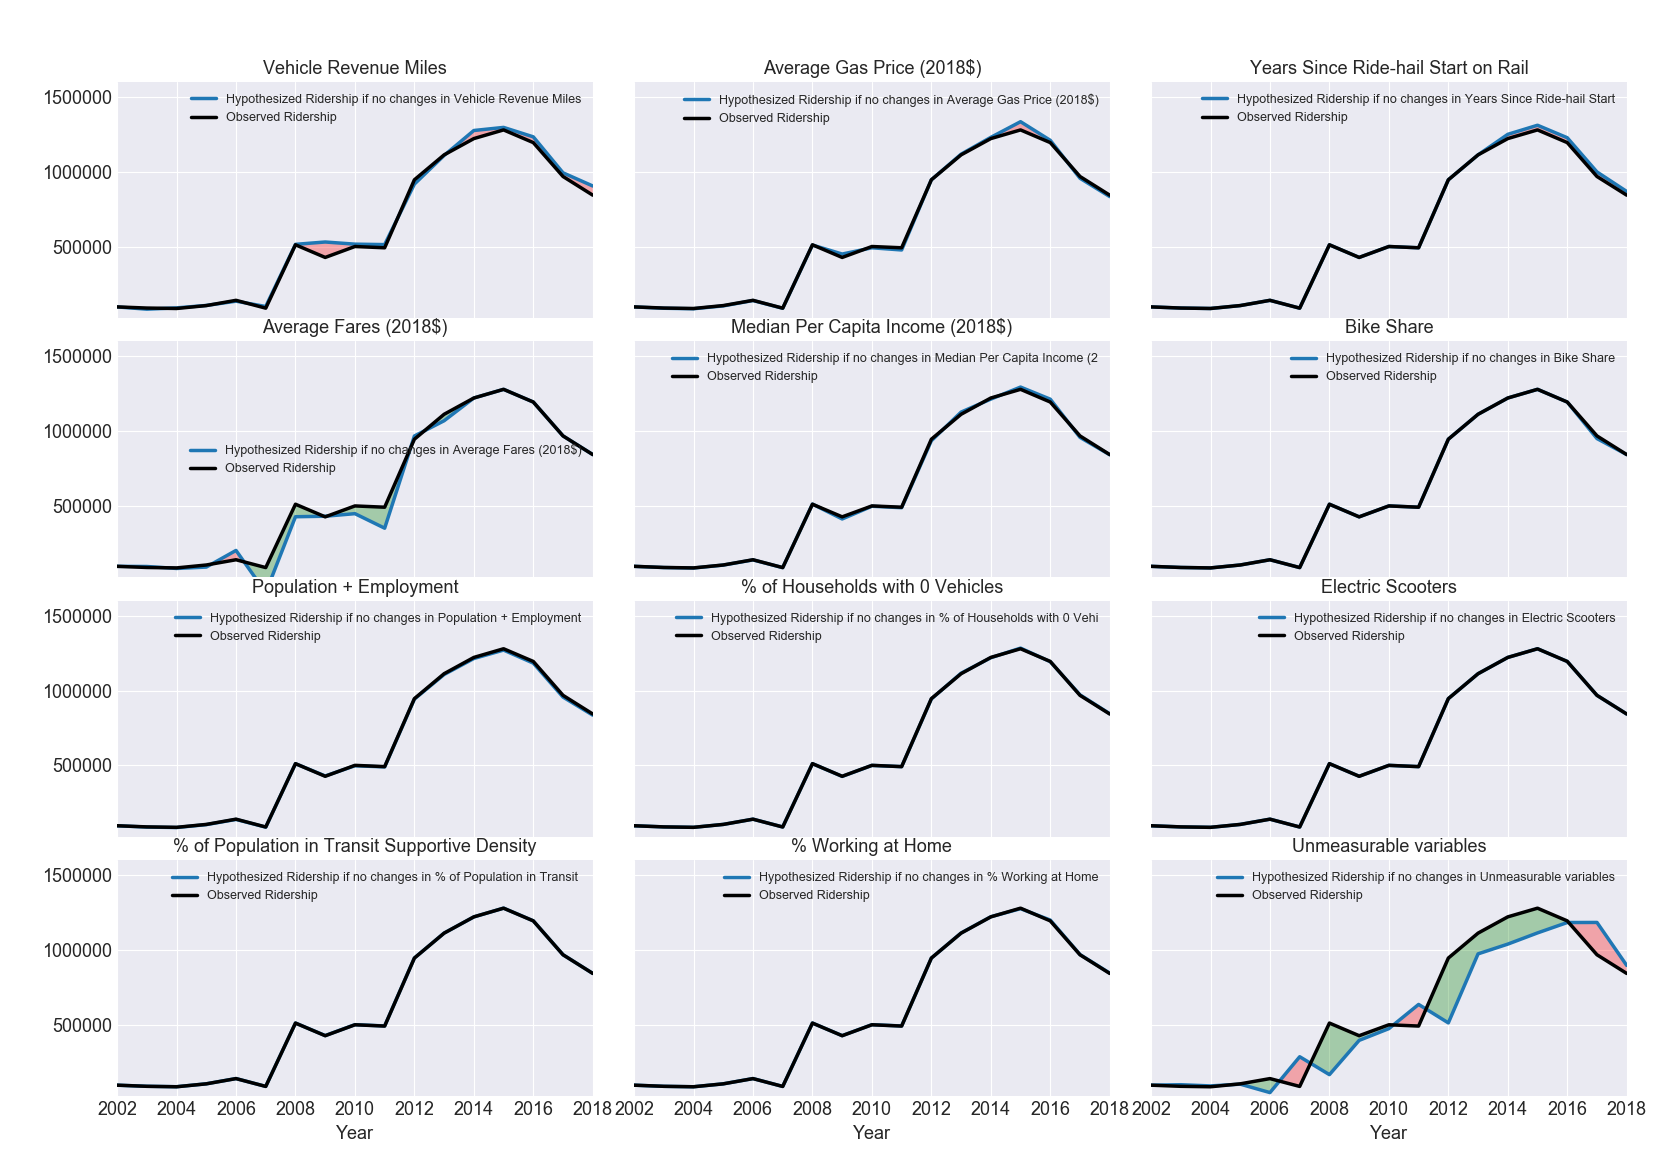 Vehicle Revenue Miles
Hypothesized Ridership if no changes in Vehicle Revenue Miles
Observed Ridership
1500000
1000000
500000
Average Gas Price (2018$)
Hypothesized Ridership if no changes in Average Gas Price (2018$)
Observed Ridership
Years Since Ride-hail Start on Rail
Hypothesized Ridership if no changes in Years Since Ride-hail Start
Observed Ridership
Average Fares (2018$)
Hypothesized Ridership if no changes in Average Fares (2018$)
Observed Ridership
1500000
1000000
500000
Median Per Capita Income (2018$)
Hypothesized Ridership if no changes in Median Per Capita Income (2
Observed Ridership
Bike Share
Hypothesized Ridership if no changes in Bike Share
Observed Ridership
Population + Employment
Hypothesized Ridership if no changes in Population + Employment
Observed Ridership
1500000
1000000
500000
% of Households with 0 Vehicles
Hypothesized Ridership if no changes in % of Households with 0 Vehi
Observed Ridership
Electric Scooters
Hypothesized Ridership if no changes in Electric Scooters
Observed Ridership
% of Population in Transit Supportive Density
Hypothesized Ridership if no changes in % of Population in Transit
Observed Ridership
1500000
1000000
500000
2002 2004 2006 2008 2010 2012 2014 2016 2018
Year
% Working at Home
Hypothesized Ridership if no changes in % Working at Home
Observed Ridership
2002 2004 2006 2008 2010 2012 2014 2016 2018
Year
Unmeasurable variables
Hypothesized Ridership if no changes in Unmeasurable variables
Observed Ridership
2002 2004 2006 2008 2010 2012 2014 2016 2018
Year